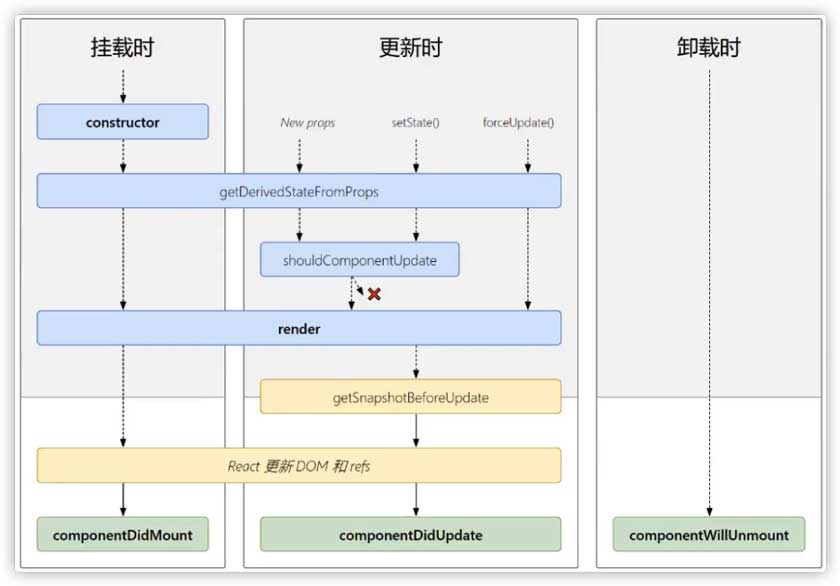 挂载时
更新时
卸载时
constructor
New props
setState()
forceUpdate()
getDerivedStateFromProps
shouldComponentUpdate
render
getSnapshotBeforeUpdate
React 更新 DOM 和 refs
componentDidMount
componentDidUpdate
componentWillUnmount